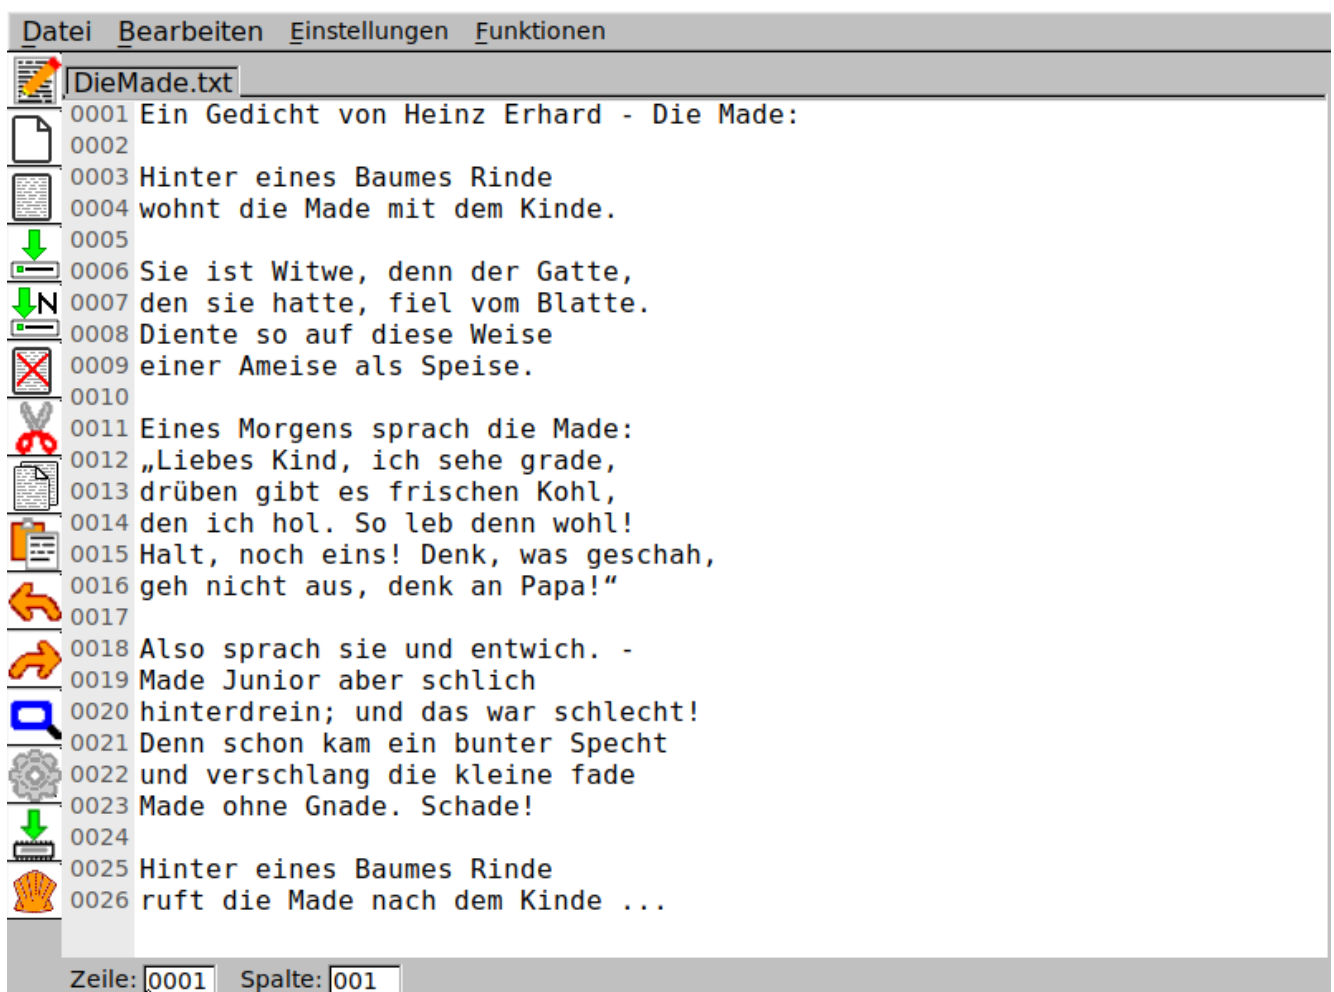 Datei Bearbeiten Einstellungen Funktionen
DieMade.txt
0001 Ein Gedicht von Heinz Erhard - Die Made:
0002
0003 Hinter eines Baumes Rinde
0004 wohnt die Made mit dem Kinde.
0005
0006 Sie ist Witwe, denn der Gatte,
0007 den sie hatte, fiel vom Blatte.
0008 Diente so auf diese Weise
0009 einer Ameise als Speise.
0010
0011 Eines Morgens sprach die Made:
0012 „Liebes Kind, ich sehe grade,
0013 drüben gibt es frischen Kohl,
0014 den ich hol. So leb denn wohl!
0015 Halt, noch eins! Denk, was geschah,
0016 geh nicht aus, denk an Papa!“
0017
0018 Also sprach sie und entwich. -
0019 Made Junior aber schlich
0020 hinterdrein; und das war schlecht!
0021 Denn schon kam ein bunter Specht
0022 und verschlang die kleine fade
0023 Made ohne Gnade. Schade!
0024
0025 Hinter eines Baumes Rinde
0026 ruft die Made nach dem Kinde ...
N
Zeile: 0001 Spalte: 001